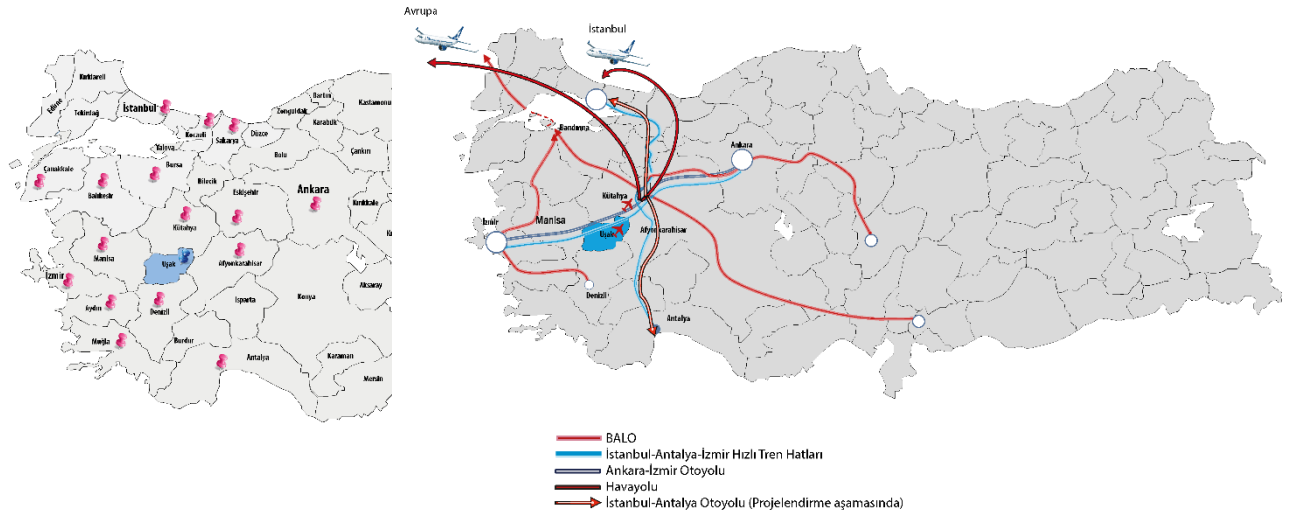 Avrupa
İstanbul
Kırklareli
Edirne
Tekirdağ
İstanbul
Kocaeli
Yalova
Sakarya
Düzce
Zonguldak
Bartın
Karabük
Kastamonu
Çankırı
Bolu
Bilecik
Bursa
Çanakkale
Balıkesir
Eskişehir
Ankara
Kırıkkale
Kütahya
Manisa
Uşak
Afyonkarahisar
İzmir
Aydın
Denizli
Isparta
Konya
Aksaray
Muğla
Burdur
Antalya
Karaman
Mersin
Bandırma
Ankara
Kütahya
Manisa
İzmir
Uşak
Afyonkarahisar
Denizli
Antalya
BALO
İstanbul-Antalya-İzmir Hızlı Tren Hatları
Ankara-İzmir Otoyolu
Havayolu
İstanbul-Antalya Otoyolu (Projelendirme aşamasında)